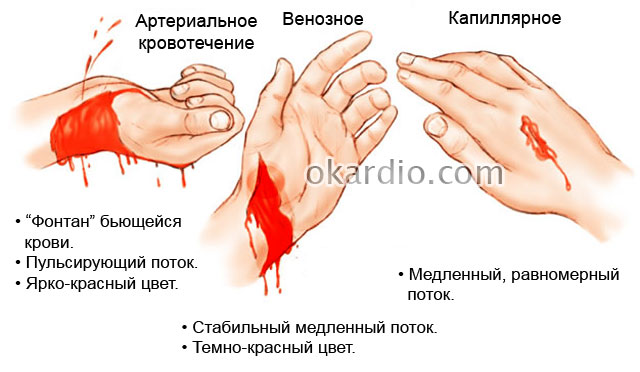 Артериальное
кровотечение
Венозное
Капиллярное
okardio.com
• “Фонтан” бьющейся
крови.
• Пульсирующий поток.
• Ярко-красный цвет.
• Стабильный медленный поток.
• Темно-красный цвет.
• Медленный, равномерный
поток.